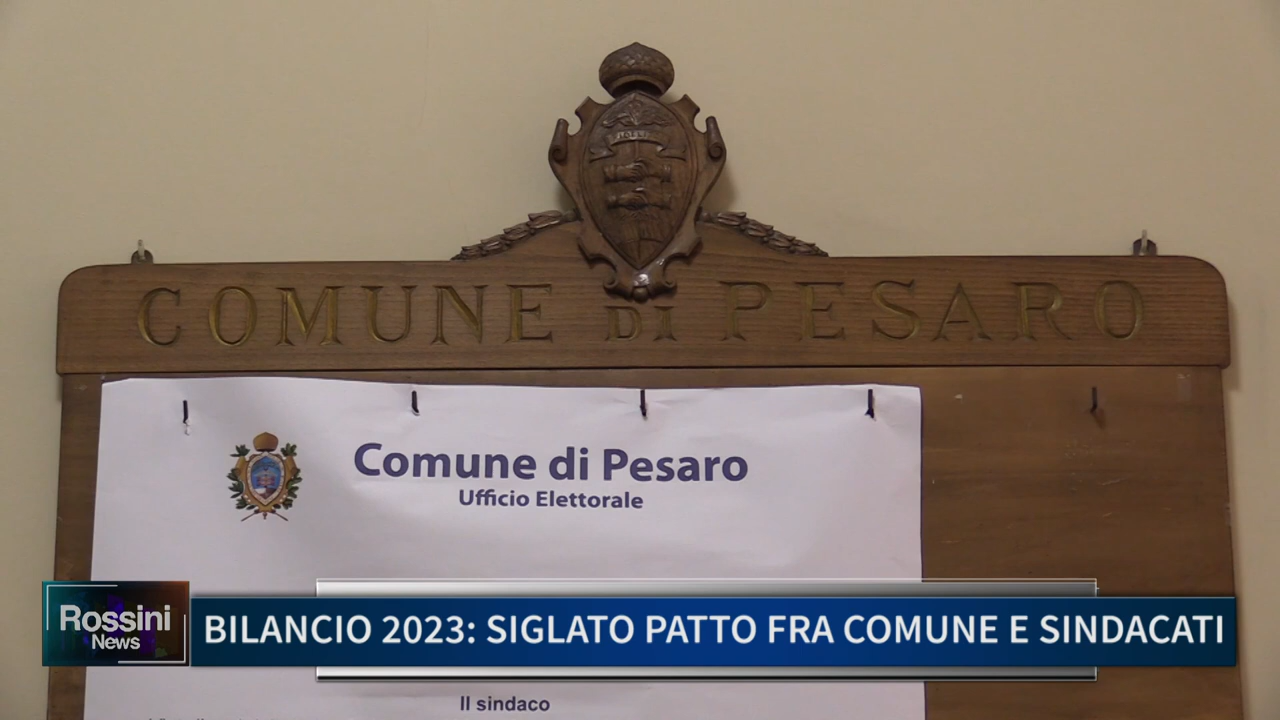 COMUNE DI PESARO
Comune di Pesaro
Ufficio Elettorale
Rossini
News
BILANCIO 2023: SIGLATO PATTO FRA COMUNE E SINDACATI
Il sindaco